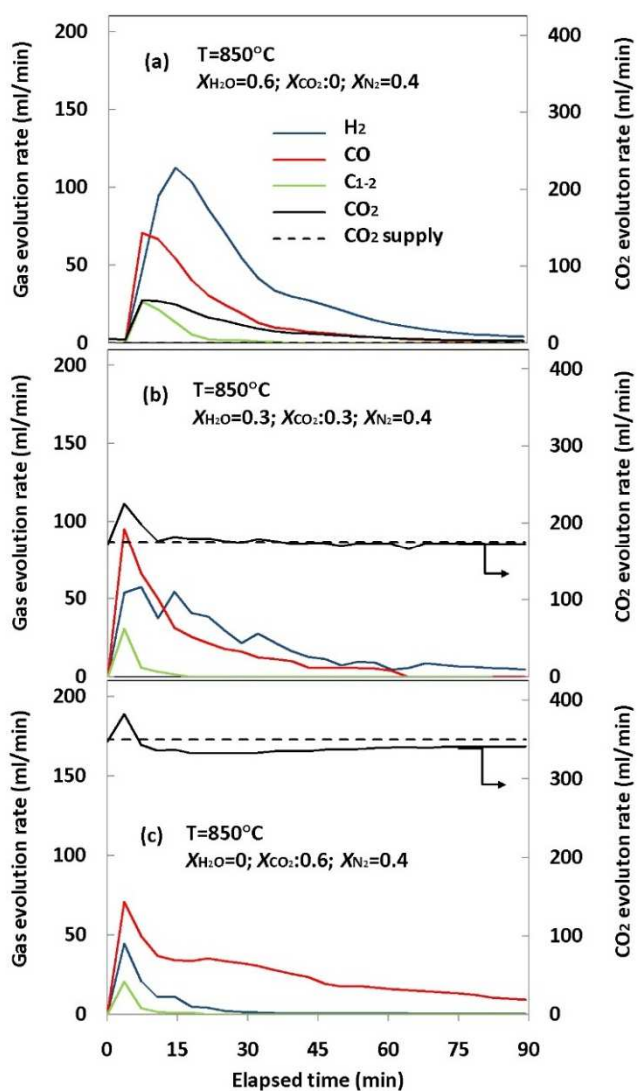 Gas evolution rate (ml/min)
200
150
100
50
0
(a)
T=850°C
XH₂O=0.6; XCO₂:0; XN₂=0.4
H₂
CO
C₁₋₂
CO₂
CO₂ supply
400
300
200
100
0
CO₂ evoluton rate (ml/min)
Gas evolution rate (ml/min)
200
150
100
50
0
(b)
T=850°C
XH₂O=0.3; XCO₂:0.3; XN₂=0.4
400
300
200
100
0
CO₂ evoluton rate (ml/min)
Gas evolution rate (ml/min)
200
150
100
50
0
(c)
T=850°C
XH₂O=0; XCO₂:0.6; XN₂=0.4
400
300
200
100
0
CO₂ evoluton rate (ml/min)
0 15 30 45 60 75 90
Elapsed time (min)